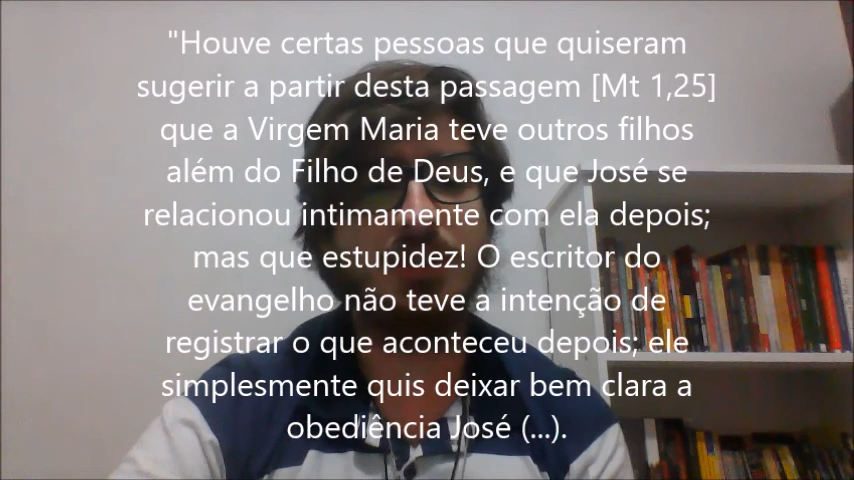 "Houve certas pessoas que quiseram
sugerir a partir desta passagem [Mt 1,25]
que a Virgem Maria teve outros filhos
além do Filho de Deus, e que José se
relacionou intimamente com ela depois;
mas que estupidez! O escritor do
evangelho não teve a intenção de
registrar o que aconteceu depois; ele
simplesmente quis deixar bem clara a
obediência José (...).